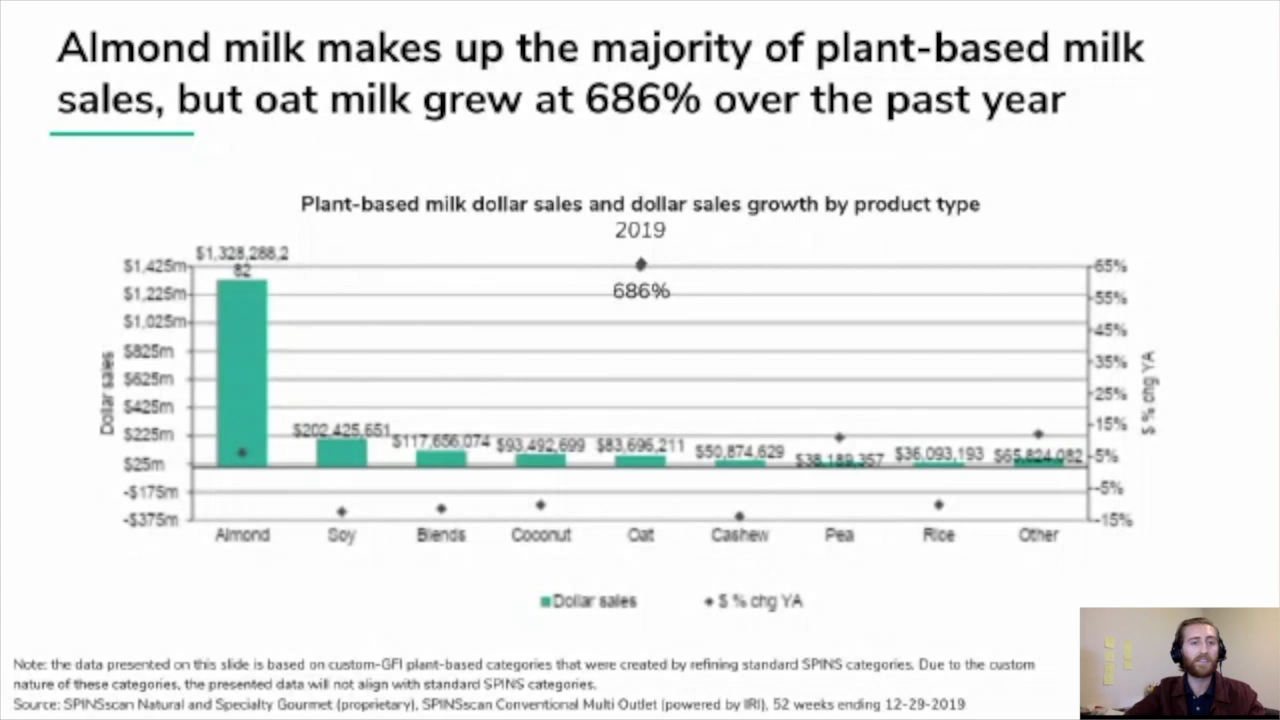 Almond milk makes up the majority of plant-based milk
sales, but oat milk grew at 686% over the past year
Plant-based milk dollar sales and dollar sales growth by product type
2019
$1,328,288,2
82
$1,425m
$1,225m
$1,025m
$825m
$625m
$425m
$225m
$25m
-$175m
-$375m
Dollar sales
686%
$202,425,651
$117,656,074
$93,492,699
$83,696,211
$50,874,629
$38,189,357
$36,093,193
$65,824,082
65%
55%
45%
35%
25%
15%
5%
-5%
-15%
$ % chg YA
Almond
Soy
Blends
Coconut
Oat
Cashew
Pea
Rice
Other
Dollar sales
$ % chg YA
Note: the data presented on this slide is based on custom-GFI plant-based categories that were created by refining standard SPINS categories. Due to the custom
nature of these categories, the presented data will not align with standard SPINS categories.
Source: SPINSscan Natural and Specialty Gourmet (proprietary), SPINSscan Conventional Multi Outlet (powered by IRI), 52 weeks ending 12-29-2019